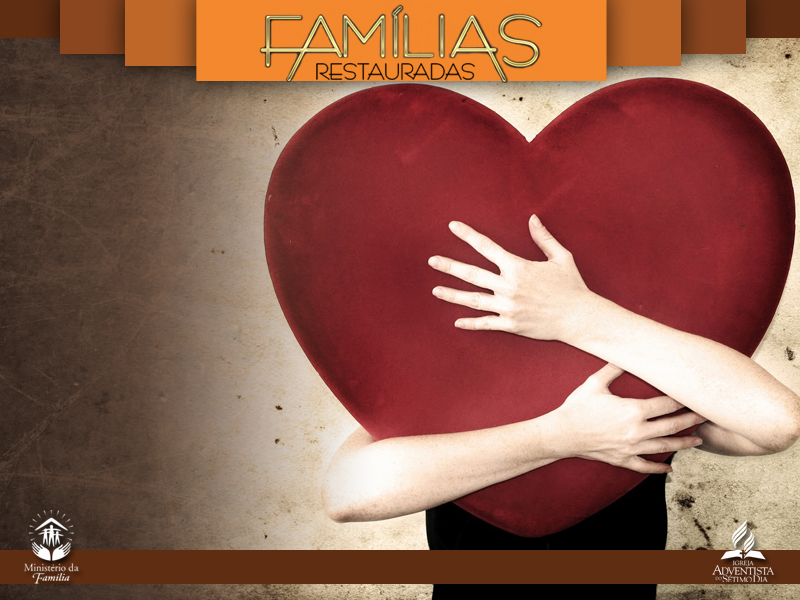 FAMÍLIAS
RESTAURADAS
Ministério da
Família
IGREJA
ADVENTISTA
DO SÉTIMO DIA